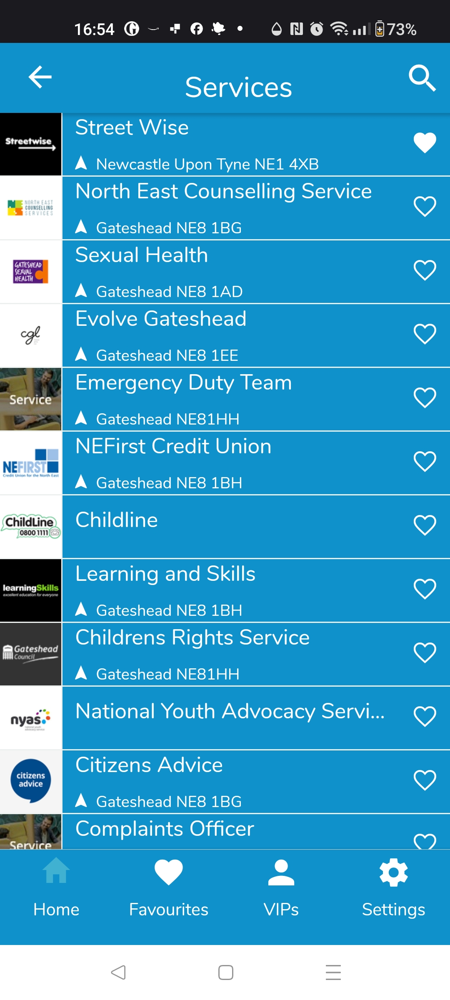 16:54
73%
Services
Streetwise
Street Wise
Newcastle Upon Tyne NE1 4XB
NORTH EAST
COUNSELLING
SERVICES
North East Counselling Service
Gateshead NE8 1BG
GATESHEAD
SEXUAL
HEALTH
Sexual Health
Gateshead NE8 1AD
cgl
Evolve Gateshead
Gateshead NE8 1EE
Service
Emergency Duty Team
Gateshead NE81HH
NEFIRST
Credit Union for the North East
NEFirst Credit Union
Gateshead NE8 1BH
ChildLine
0800 1111
Childline
learningSkills
excellent education for everyone
Learning and Skills
Gateshead NE8 1BH
Gateshead
Council
Childrens Rights Service
Gateshead NE81HH
nyas
national youth
advocacy service
National Youth Advocacy Servi...
citizens
advice
Citizens Advice
Gateshead NE8 1BG
Service
Complaints Officer
Home
Favourites
VIPs
Settings